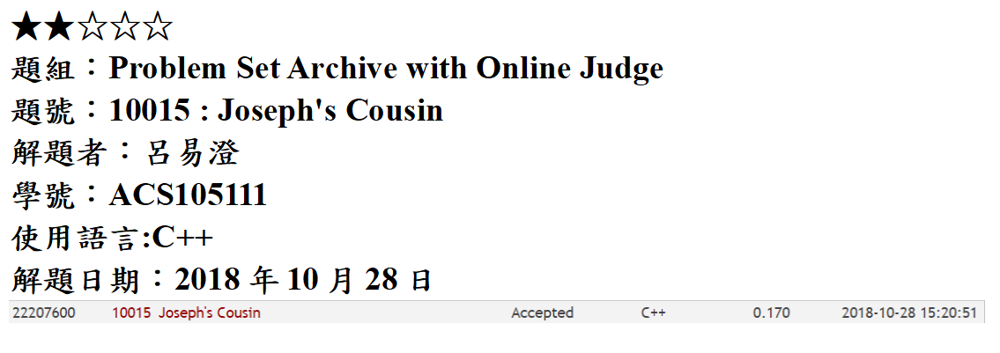 ★★☆☆☆
題組：Problem Set Archive with Online Judge
題號：10015 : Joseph's Cousin
解題者：呂易澄
學號：ACS105111
使用語言:C++
解題日期：2018 年 10 月 28 日
22207600 10015 Joseph's Cousin Accepted C++ 0.170 2018-10-28 15:20:51